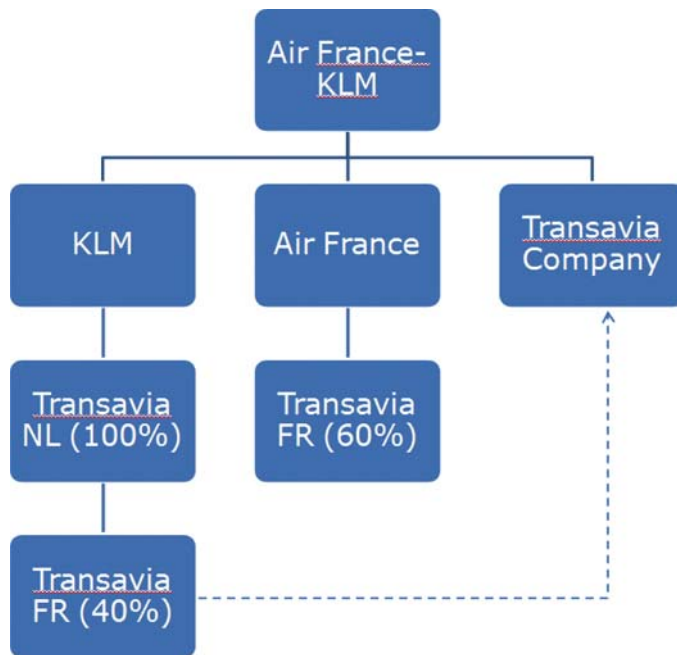 Air France-
KLM
KLM
Air France
Transavia
Company
Transavia
NL (100%)
Transavia
FR (60%)
Transavia
FR (40%)